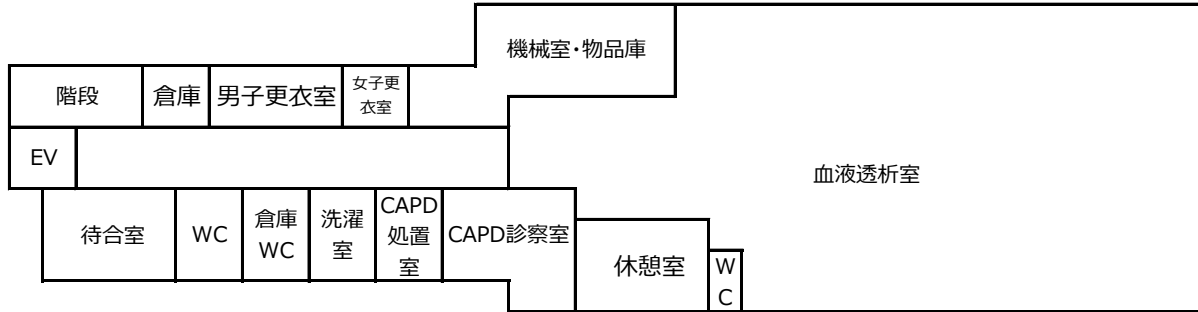 機械室・物品庫
階段
倉庫
男子更衣室
女子更
衣室
EV
血液透析室
待合室
WC
倉庫
WC
洗濯
室
CAPD
処置
室
CAPD診察室
休憩室
W
C